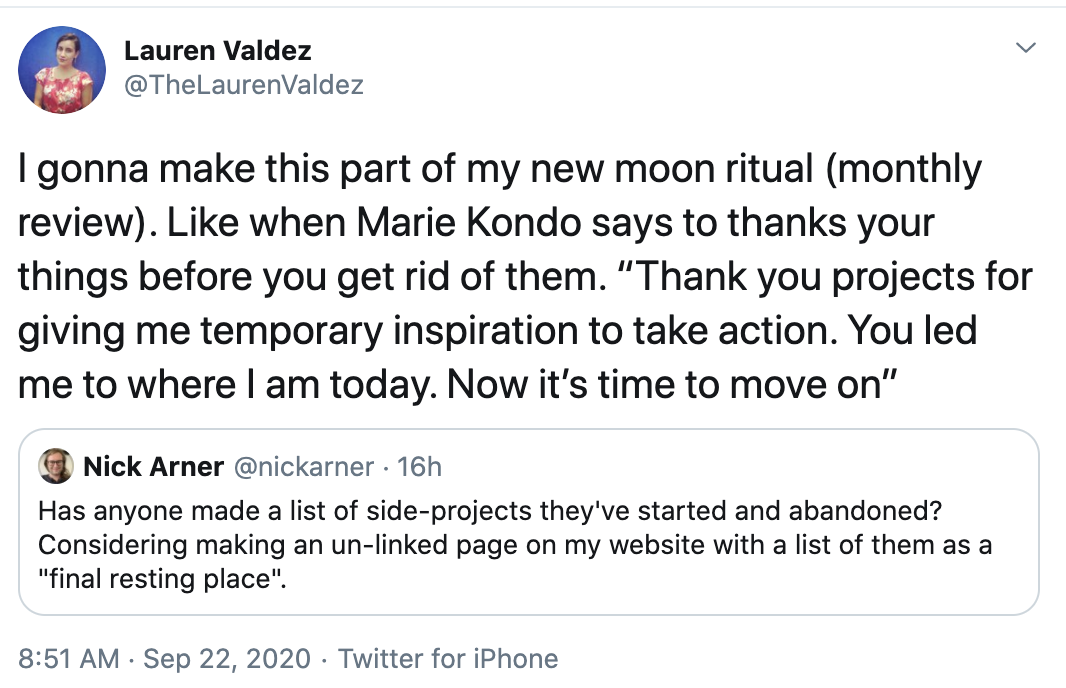 Lauren Valdez
@TheLaurenValdez
I gonna make this part of my new moon ritual (monthly
review). Like when Marie Kondo says to thanks your
things before you get rid of them. “Thank you projects for
giving me temporary inspiration to take action. You led
me to where I am today. Now it’s time to move on”
Nick Arner @nickarner · 16h
Has anyone made a list of side-projects they've started and abandoned?
Considering making an un-linked page on my website with a list of them as a
"final resting place".
8:51 AM · Sep 22, 2020 · Twitter for iPhone